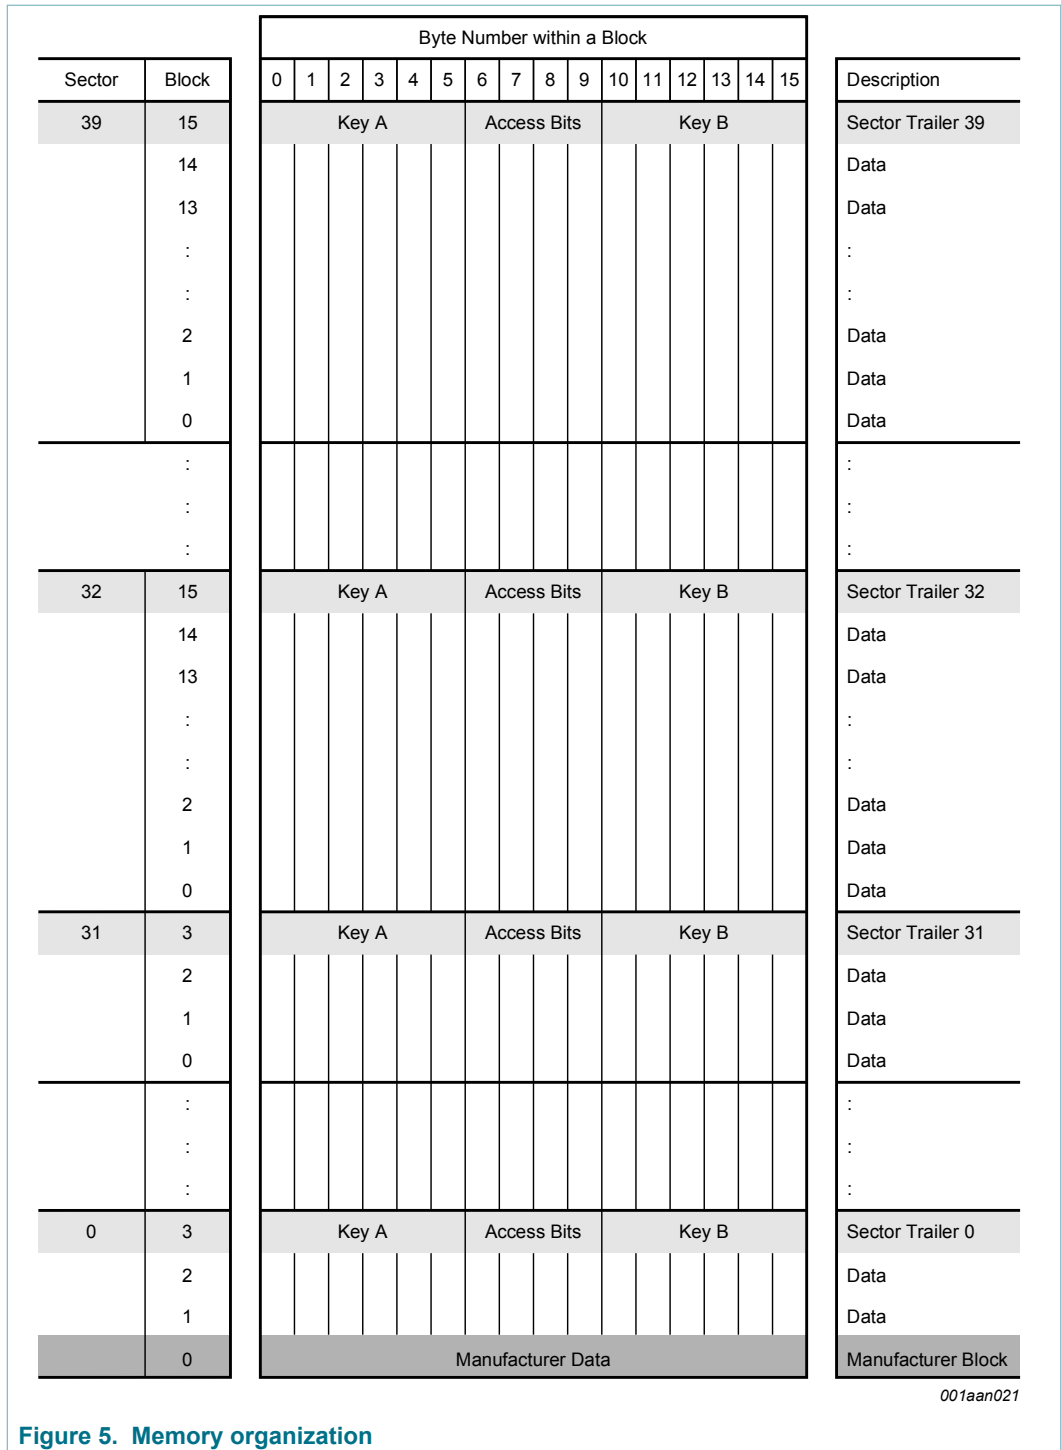 Byte Number within a Block
Sector Block 0 1 2 3 4 5 6 7 8 9 10 11 12 13 14 15 Description
39 15 Key A Access Bits Key B Sector Trailer 39
14 Data
13 Data
: :
: :
2 Data
1 Data
0 Data
: :
: :
: :
32 15 Key A Access Bits Key B Sector Trailer 32
14 Data
13 Data
: :
: :
2 Data
1 Data
0 Data
31 3 Key A Access Bits Key B Sector Trailer 31
2 Data
1 Data
0 Data
: :
: :
: :
0 3 Key A Access Bits Key B Sector Trailer 0
2 Data
1 Data
0 Manufacturer Data Manufacturer Block
001aan021
Figure 5. Memory organization